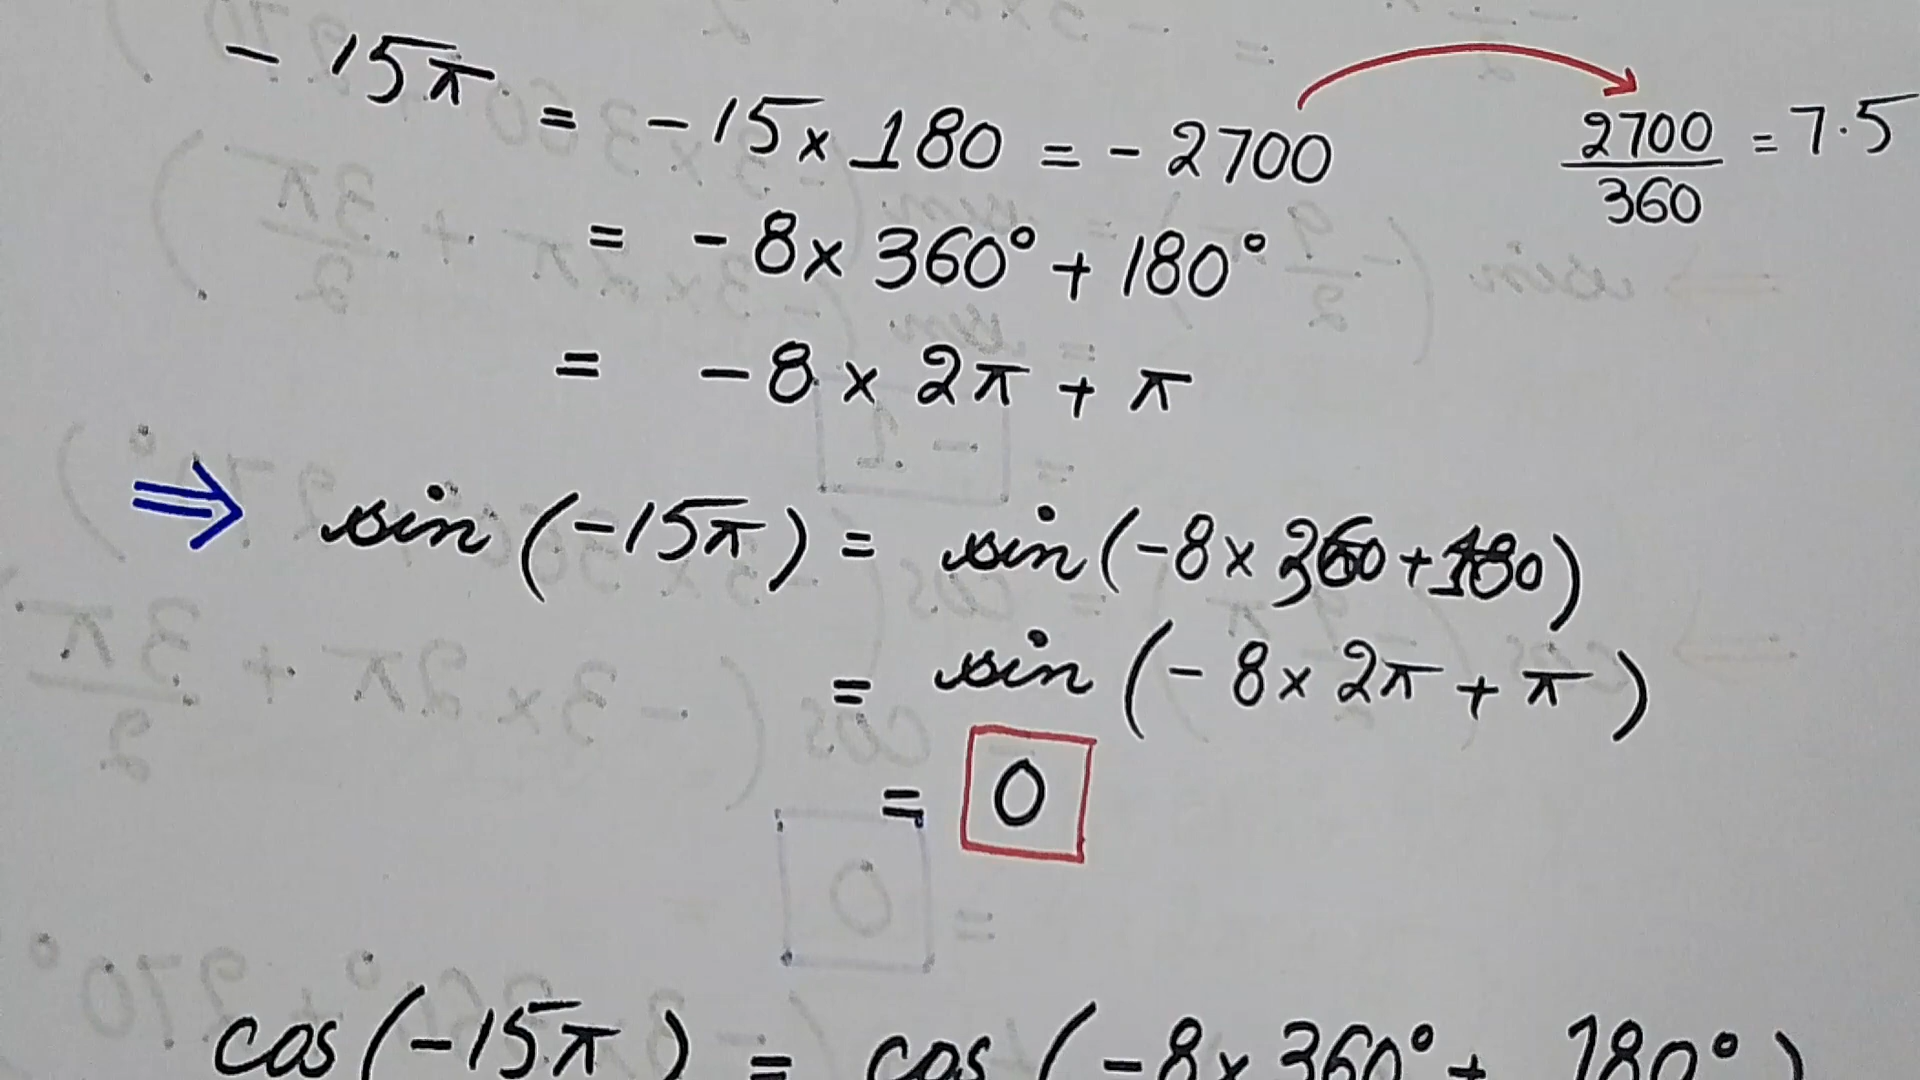 -15π = -15 × 180 = -2700
2700/360 = 7.5
= -8 × 360° + 180°
= -8 × 2π + π
⇒ sin (-15π) = sin (-8 × 360 + 180)
= sin (-8 × 2π + π)
= 0
cos (-15π) = cos (-8 × 360° + 180°)